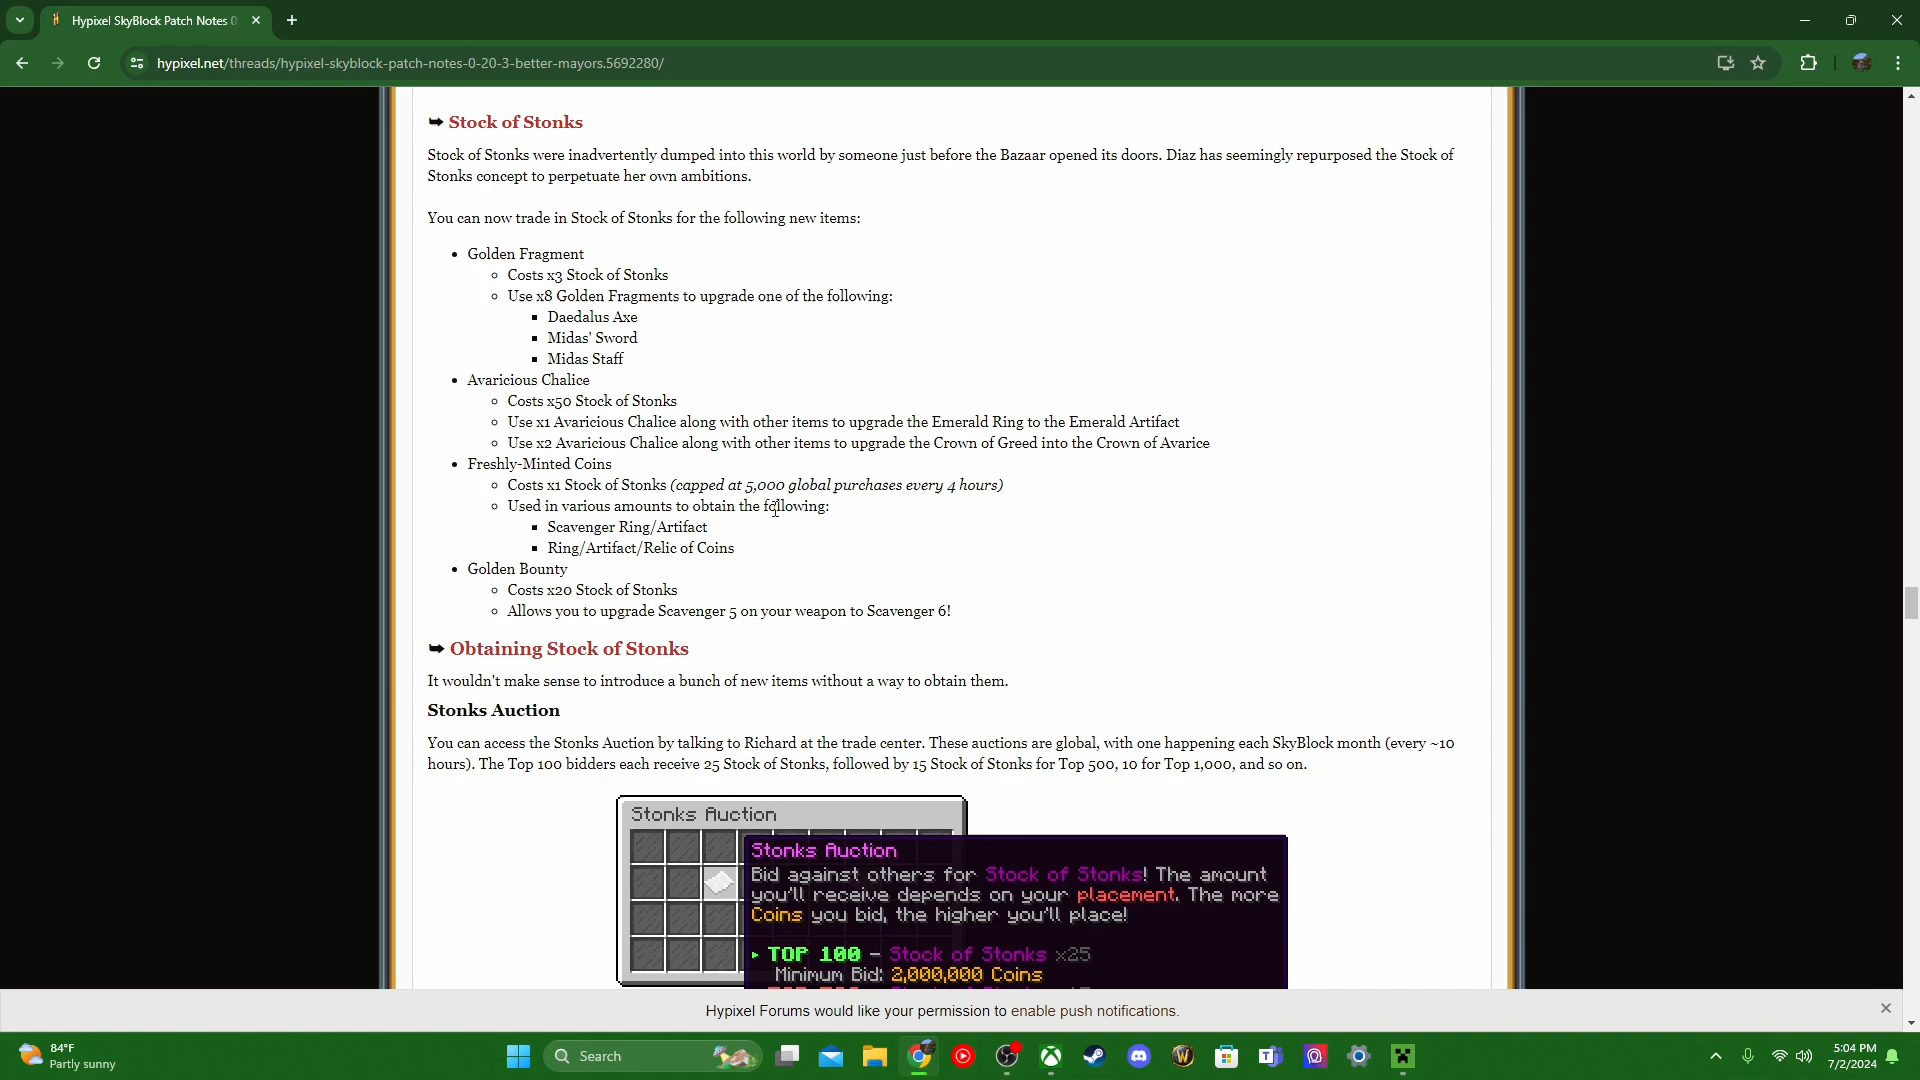 Hypixel SkyBlock Patch Notes 0
hypixel.net/threads/hypixel-skyblock-patch-notes-0-20-3-better-mayors.5692280/
➥ Stock of Stonks
Stock of Stonks were inadvertently dumped into this world by someone just before the Bazaar opened its doors. Diaz has seemingly repurposed the Stock of
Stonks concept to perpetuate her own ambitions.
You can now trade in Stock of Stonks for the following new items:
• Golden Fragment
◦ Costs x3 Stock of Stonks
◦ Use x8 Golden Fragments to upgrade one of the following:
▪ Daedalus Axe
▪ Midas' Sword
▪ Midas Staff
• Avaricious Chalice
◦ Costs x50 Stock of Stonks
◦ Use x1 Avaricious Chalice along with other items to upgrade the Emerald Ring to the Emerald Artifact
◦ Use x2 Avaricious Chalice along with other items to upgrade the Crown of Greed into the Crown of Avarice
• Freshly-Minted Coins
◦ Costs x1 Stock of Stonks (capped at 5,000 global purchases every 4 hours)
◦ Used in various amounts to obtain the following:
▪ Scavenger Ring/Artifact
▪ Ring/Artifact/Relic of Coins
• Golden Bounty
◦ Costs x20 Stock of Stonks
◦ Allows you to upgrade Scavenger 5 on your weapon to Scavenger 6!
➥ Obtaining Stock of Stonks
It wouldn't make sense to introduce a bunch of new items without a way to obtain them.
Stonks Auction
You can access the Stonks Auction by talking to Richard at the trade center. These auctions are global, with one happening each SkyBlock month (every ~10
hours). The Top 100 bidders each receive 25 Stock of Stonks, followed by 15 Stock of Stonks for Top 500, 10 for Top 1,000, and so on.
Stonks Auction
Stonks Auction
Bid against others for Stock of Stonks! The amount
you'll receive depends on your placement. The more
Coins you bid, the higher you'll place!
▸ TOP 100 – Stock of Stonks x25
Minimum Bid: 2,000,000 Coins
Hypixel Forums would like your permission to enable push notifications.
84°F
Partly sunny
Search
5:04 PM
7/2/2024